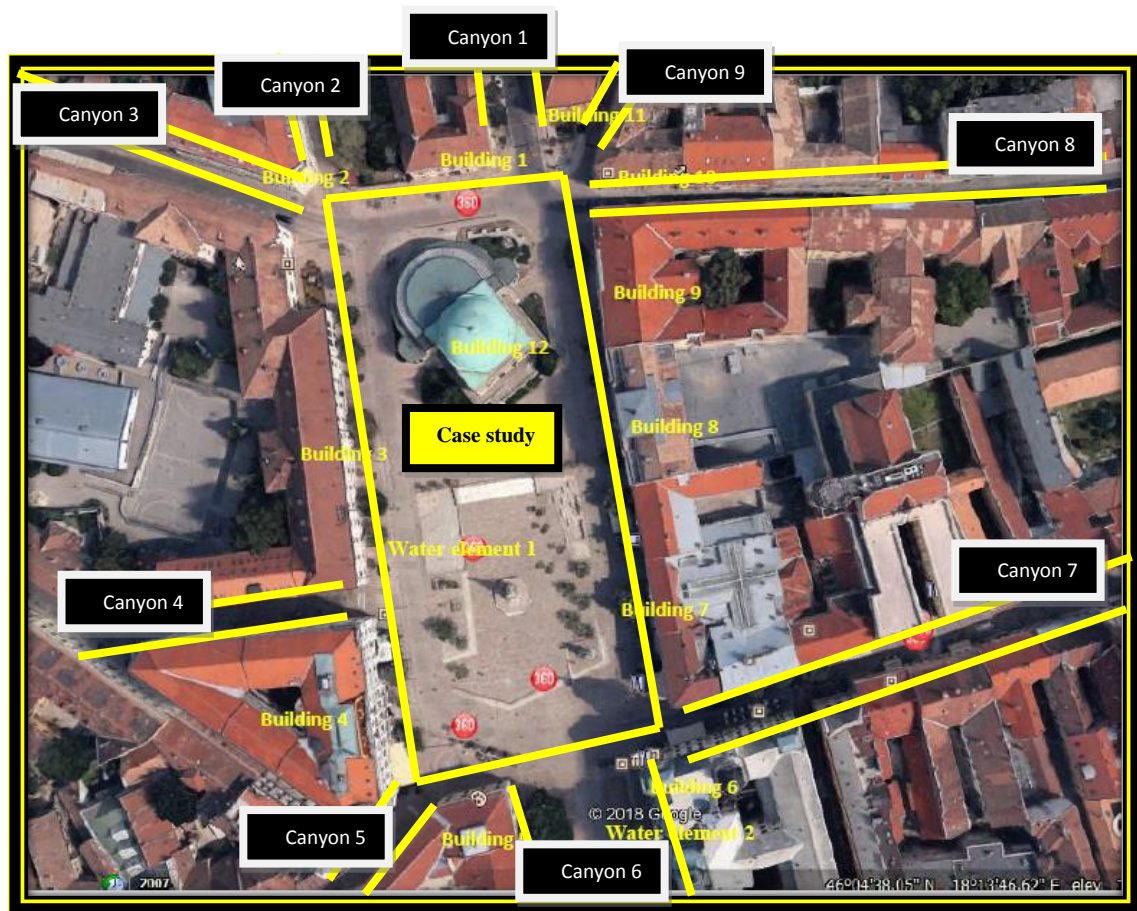 Canyon 1
Canyon 2
Canyon 9
Canyon 3
Building 11
Canyon 8
Building 1
Building 2
Building 10
360
Building 9
Building 12
Case study
Building 8
Building 3
Water element 1
Canyon 7
Canyon 4
Building 7
360
Building 4
360
Building 6
© 2018 Google
Canyon 5
Building
Water element 2
Canyon 6
2007
46°04'38.05" N 18°13'46.62" E elev